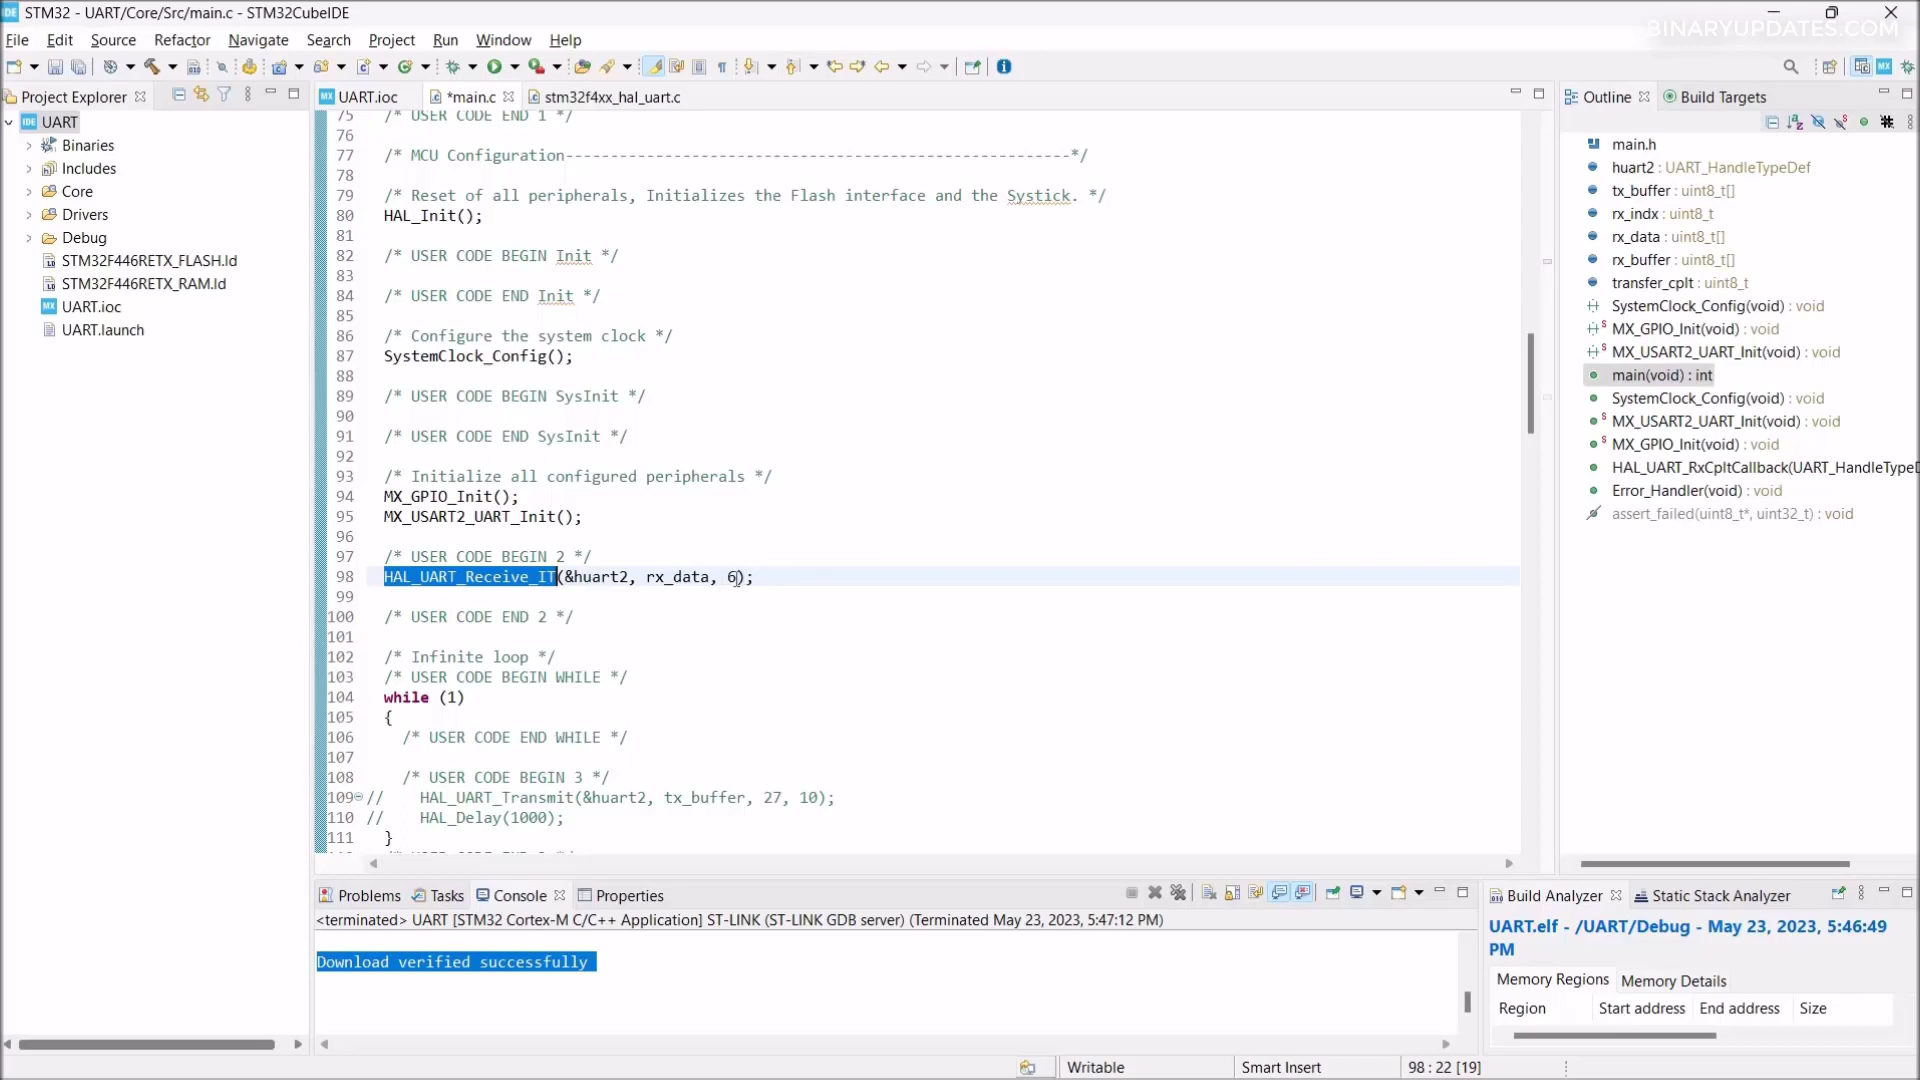 STM32 - UART/Core/Src/main.c - STM32CubeIDE
BINARYUPDATES.COM
File Edit Source Refactor Navigate Search Project Run Window Help
Project Explorer
UART.ioc *main.c stm32f4xx_hal_uart.c
Outline Build Targets
UART
Binaries
Includes
Core
Drivers
Debug
STM32F446RETX_FLASH.ld
STM32F446RETX_RAM.ld
UART.ioc
UART.launch
75 /* USER CODE END 1 */
76
77 /* MCU Configuration--------------------------------------------------------*/
78
79 /* Reset of all peripherals, Initializes the Flash interface and the Systick. */
80 HAL_Init();
81
82 /* USER CODE BEGIN Init */
83
84 /* USER CODE END Init */
85
86 /* Configure the system clock */
87 SystemClock_Config();
88
89 /* USER CODE BEGIN SysInit */
90
91 /* USER CODE END SysInit */
92
93 /* Initialize all configured peripherals */
94 MX_GPIO_Init();
95 MX_USART2_UART_Init();
96
97 /* USER CODE BEGIN 2 */
98 HAL_UART_Receive_IT(&huart2, rx_data, 6);
99
100 /* USER CODE END 2 */
101
102 /* Infinite loop */
103 /* USER CODE BEGIN WHILE */
104 while (1)
105 {
106 /* USER CODE END WHILE */
107
108 /* USER CODE BEGIN 3 */
109 // HAL_UART_Transmit(&huart2, tx_buffer, 27, 10);
110 // HAL_Delay(1000);
111 }
main.h
huart2 : UART_HandleTypeDef
tx_buffer : uint8_t[]
rx_indx : uint8_t
rx_data : uint8_t[]
rx_buffer : uint8_t[]
transfer_cplt : uint8_t
SystemClock_Config(void) : void
MX_GPIO_Init(void) : void
MX_USART2_UART_Init(void) : void
main(void) : int
SystemClock_Config(void) : void
MX_USART2_UART_Init(void) : void
MX_GPIO_Init(void) : void
HAL_UART_RxCpltCallback(UART_HandleTypeD
Error_Handler(void) : void
assert_failed(uint8_t*, uint32_t) : void
Problems Tasks Console Properties
<terminated> UART [STM32 Cortex-M C/C++ Application] ST-LINK (ST-LINK GDB server) (Terminated May 23, 2023, 5:47:12 PM)
Download verified successfully
Build Analyzer Static Stack Analyzer
UART.elf - /UART/Debug - May 23, 2023, 5:46:49
PM
Memory Regions Memory Details
Region Start address End address Size
Writable Smart Insert 98 : 22 [19]